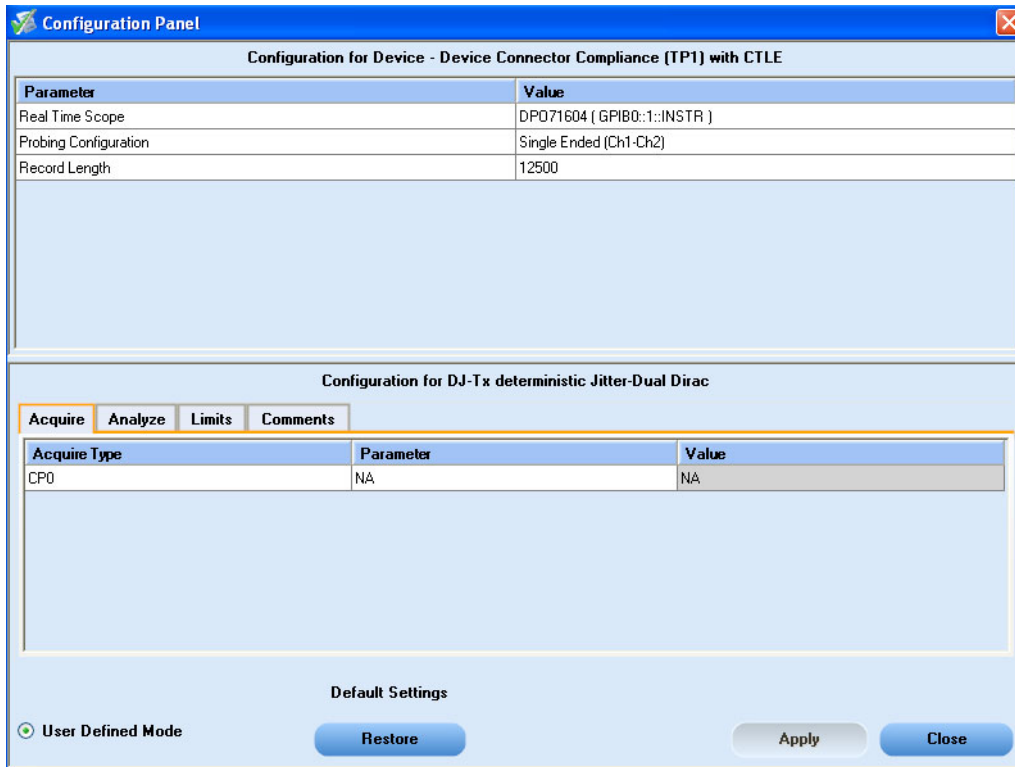 Configuration Panel
Configuration for Device - Device Connector Compliance (TP1) with CTLE
Parameter Value
Real Time Scope DPO71604 ( GPIB0::1::INSTR )
Probing Configuration Single Ended (Ch1-Ch2)
Record Length 12500
Configuration for DJ-Tx deterministic Jitter-Dual Dirac
Acquire Analyze Limits Comments
Acquire Type Parameter Value
CP0 NA NA
Default Settings
User Defined Mode Restore Apply Close